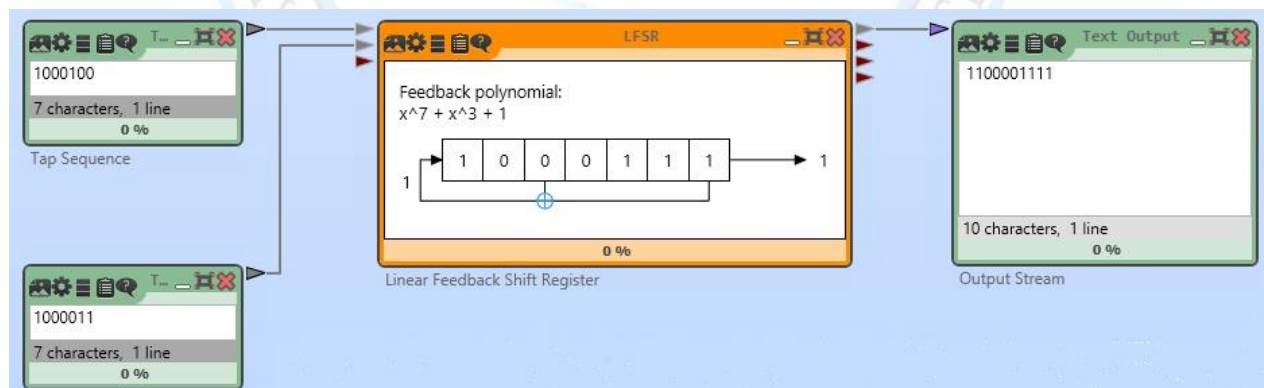 T...
1000100
7 characters, 1 line
0 %
Tap Sequence
T...
1000011
7 characters, 1 line
0 %
LFSR
Feedback polynomial:
x^7 + x^3 + 1
1 0 0 0 1 1 1 1
1
0 %
Linear Feedback Shift Register
Text Output
1100001111
10 characters, 1 line
0 %
Output Stream